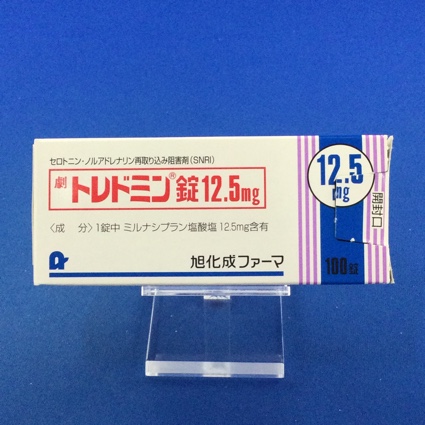 セロトニン・ノルアドレナリン再取り込み阻害剤(SNRI)
劇 トレドミン®錠12.5mg
〈成 分〉1錠中 ミルナシプラン塩酸塩 12.5mg含有
旭化成ファーマ
12.5
mg
開封口
100錠